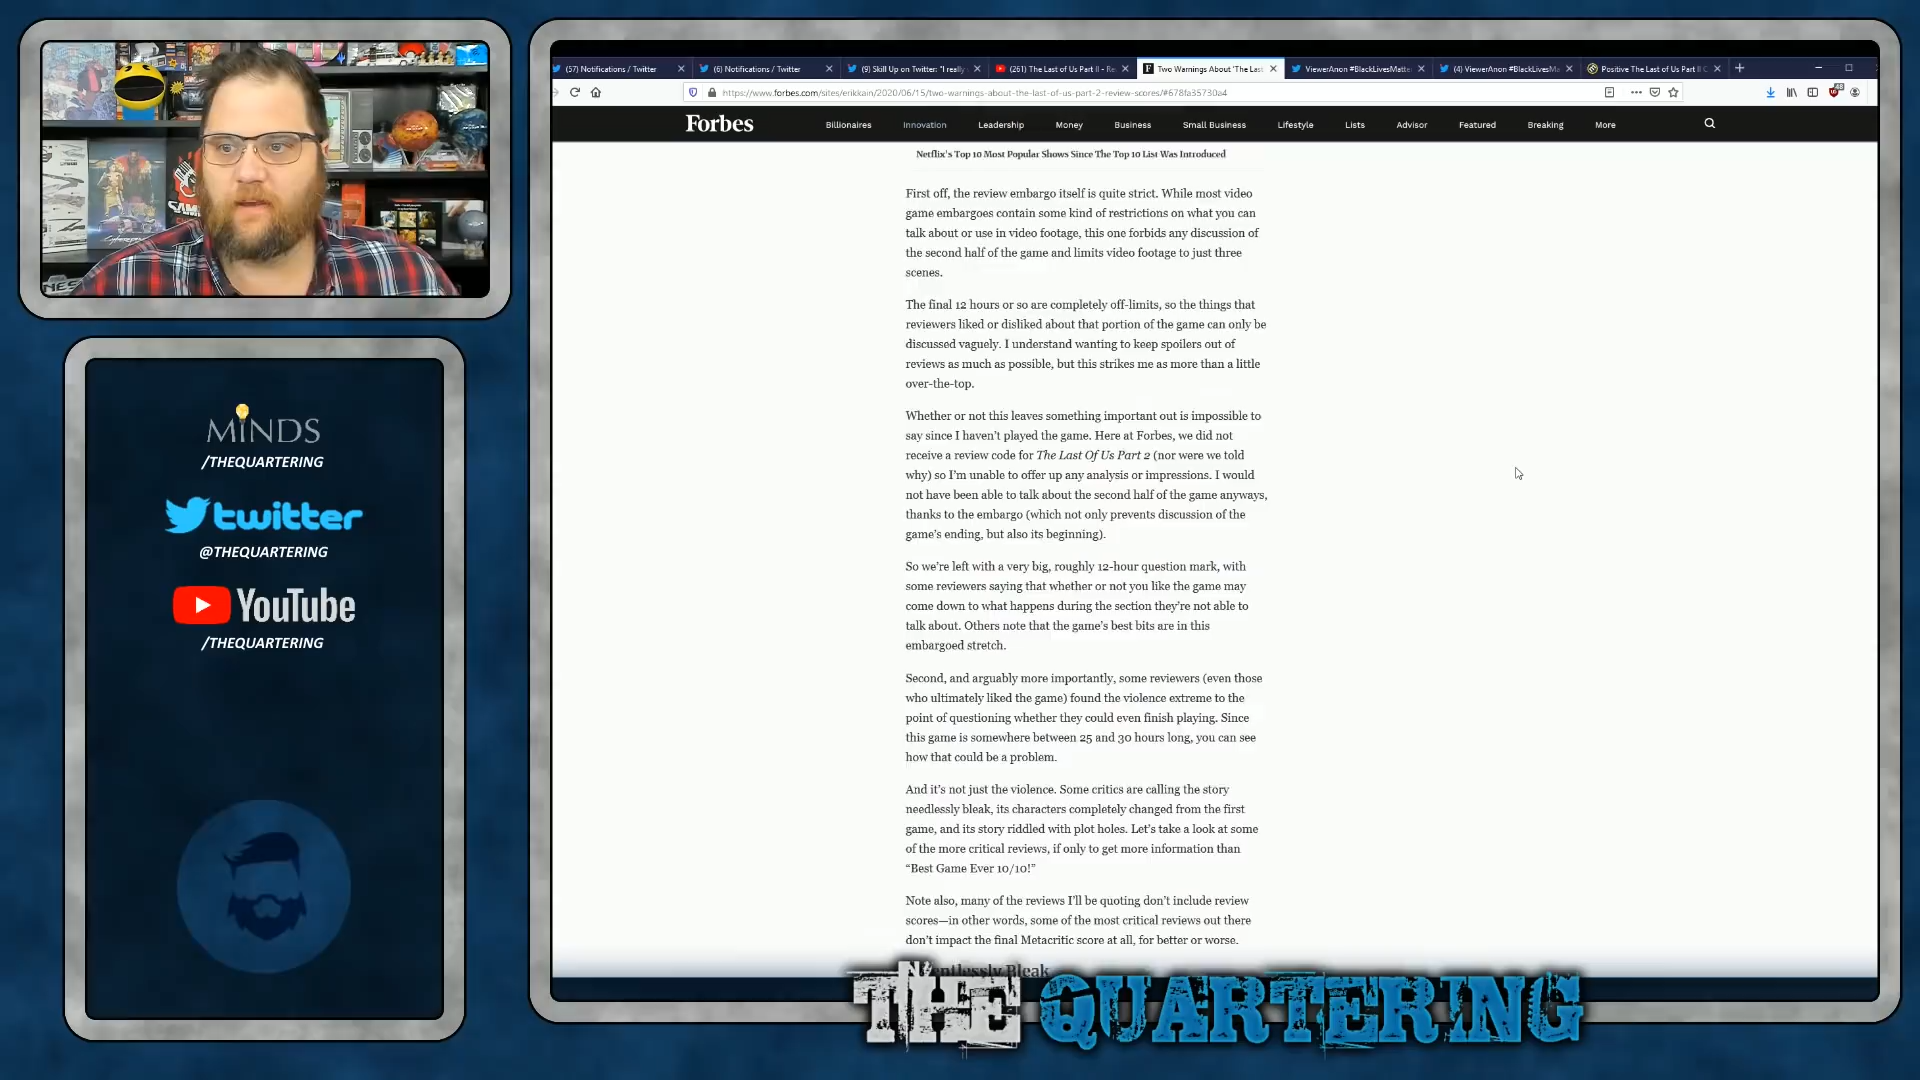 (57) Notifications / Twitter
(6) Notifications / Twitter
(9) Skill Up on Twitter: "I really
(261) The Last of Us Part II - Re
Two Warnings About 'The Last
ViewerAnon #BlackLivesMatte
(4) ViewerAnon #BlackLivesMa
Positive The Last of Us Part II C
https://www.forbes.com/sites/erikkain/2020/06/15/two-warnings-about-the-last-of-us-part-2-review-scores/#678fa35730a4
Forbes
Billionaires
Innovation
Leadership
Money
Business
Small Business
Lifestyle
Lists
Advisor
Featured
Breaking
More
Netflix's Top 10 Most Popular Shows Since The Top 10 List Was Introduced
First off, the review embargo itself is quite strict. While most video
game embargoes contain some kind of restrictions on what you can
talk about or use in video footage, this one forbids any discussion of
the second half of the game and limits video footage to just three
scenes.
The final 12 hours or so are completely off-limits, so the things that
reviewers liked or disliked about that portion of the game can only be
discussed vaguely. I understand wanting to keep spoilers out of
reviews as much as possible, but this strikes me as more than a little
over-the-top.
Whether or not this leaves something important out is impossible to
say since I haven't played the game. Here at Forbes, we did not
receive a review code for The Last Of Us Part 2 (nor were we told
why) so I'm unable to offer up any analysis or impressions. I would
not have been able to talk about the second half of the game anyways,
thanks to the embargo (which not only prevents discussion of the
game's ending, but also its beginning).
So we're left with a very big, roughly 12-hour question mark, with
some reviewers saying that whether or not you like the game may
come down to what happens during the section they're not able to
talk about. Others note that the game's best bits are in this
embargoed stretch.
Second, and arguably more importantly, some reviewers (even those
who ultimately liked the game) found the violence extreme to the
point of questioning whether they could even finish playing. Since
this game is somewhere between 25 and 30 hours long, you can see
how that could be a problem.
And it's not just the violence. Some critics are calling the story
needlessly bleak, its characters completely changed from the first
game, and its story riddled with plot holes. Let's take a look at some
of the more critical reviews, if only to get more information than
"Best Game Ever 10/10!"
Note also, many of the reviews I'll be quoting don't include review
scores—in other words, some of the most critical reviews out there
don't impact the final Metacritic score at all, for better or worse.
Bleak
MINDS
/THEQUARTERING
twitter
@THEQUARTERING
YouTube
/THEQUARTERING
THE QUARTERING